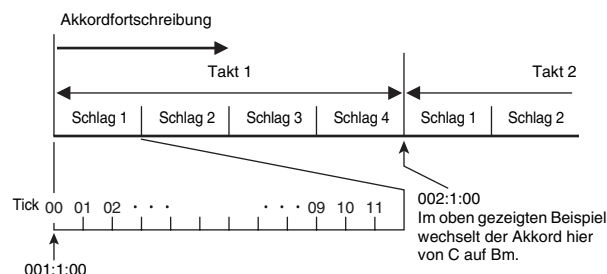 Akkordfortschreibung
Takt 1
Takt 2
Schlag 1
Schlag 2
Schlag 3
Schlag 4
Schlag 1
Schlag 2
Tick 00 01 02 · · · · · · 09 10 11
001:1:00
002:1:00
Im oben gezeigten Beispiel
wechselt der Akkord hier
von C auf Bm.